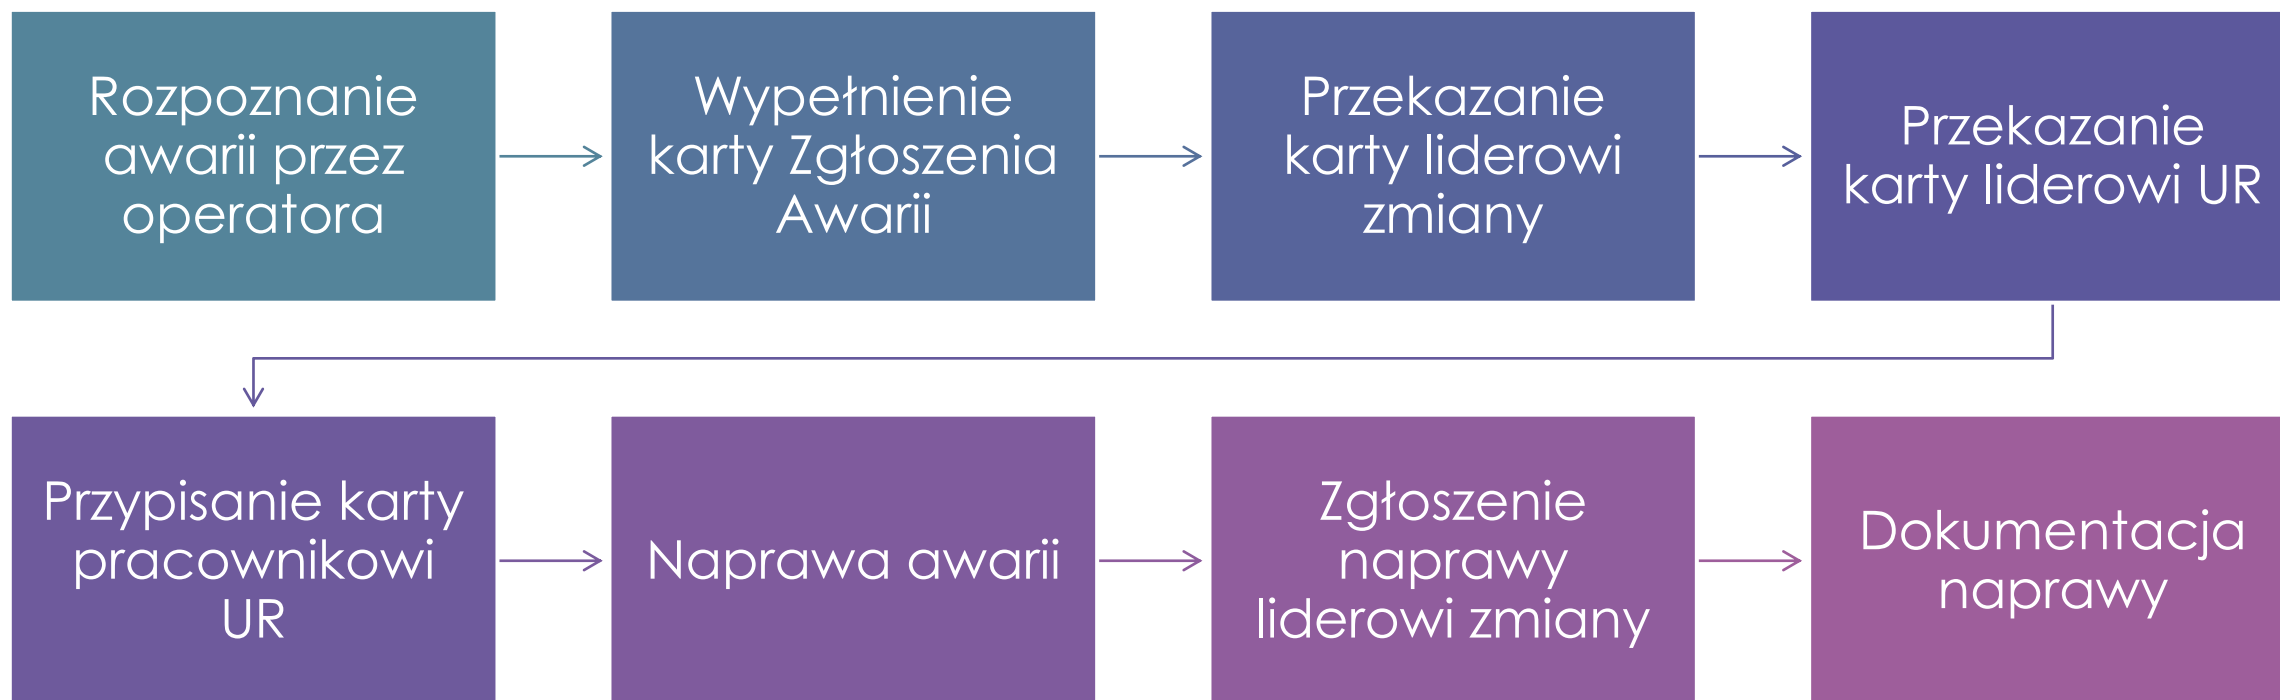 Rozpoznanie
awarii przez
operatora
Wypełnienie
karty Zgłoszenia
Awarii
Przekazanie
karty liderowi
zmiany
Przekazanie
karty liderowi UR
Przypisanie karty
pracownikowi
UR
Naprawa awarii
Zgłoszenie
naprawy
liderowi zmiany
Dokumentacja
naprawy